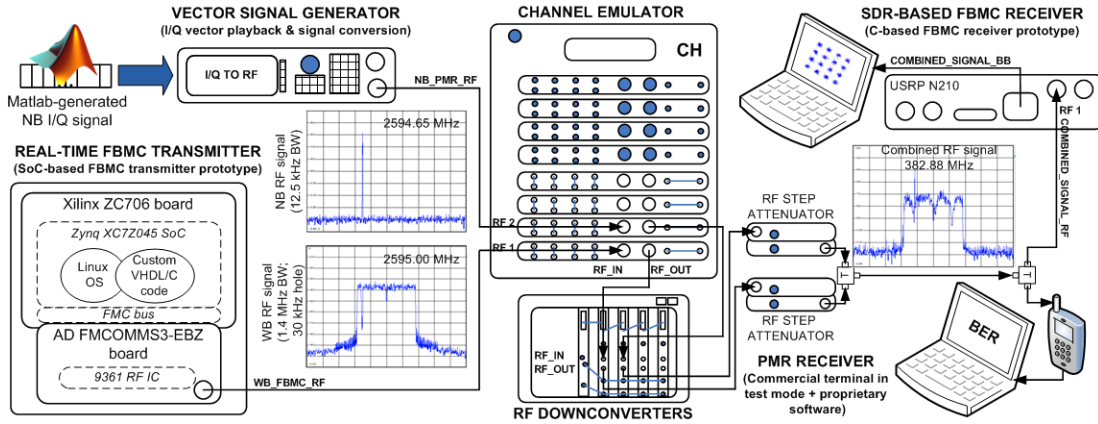 VECTOR SIGNAL GENERATOR
(I/Q vector playback & signal conversion)
I/Q TO RF
NB_PMR_RF
Matlab-generated
NB I/Q signal
REAL-TIME FBMC TRANSMITTER
(SoC-based FBMC transmitter prototype)
Xilinx ZC706 board
Zynq XC7Z045 SoC
Linux
OS
Custom
VHDL/C
code
FMC bus
AD FMCOMMS3-EBZ
board
9361 RF IC
WB_FBMC_RF
NB RF signal
(12.5 kHz BW)
2594.65 MHz
WB RF signal
(1.4 MHz BW;
30 kHz hole)
2595.00 MHz
CHANNEL EMULATOR
CH
RF 2
RF 1
RF_IN
RF_OUT
RF_IN
RF_OUT
RF DOWNCONVERTERS
RF STEP
ATTENUATOR
RF STEP
ATTENUATOR
SDR-BASED FBMC RECEIVER
(C-based FBMC receiver prototype)
COMBINED_SIGNAL_BB
USRP N210
RF 1
COMBINED_SIGNAL_RF
Combined RF signal
382.88 MHz
T
T
BER
PMR RECEIVER
(Commercial terminal in
test mode + proprietary
software)